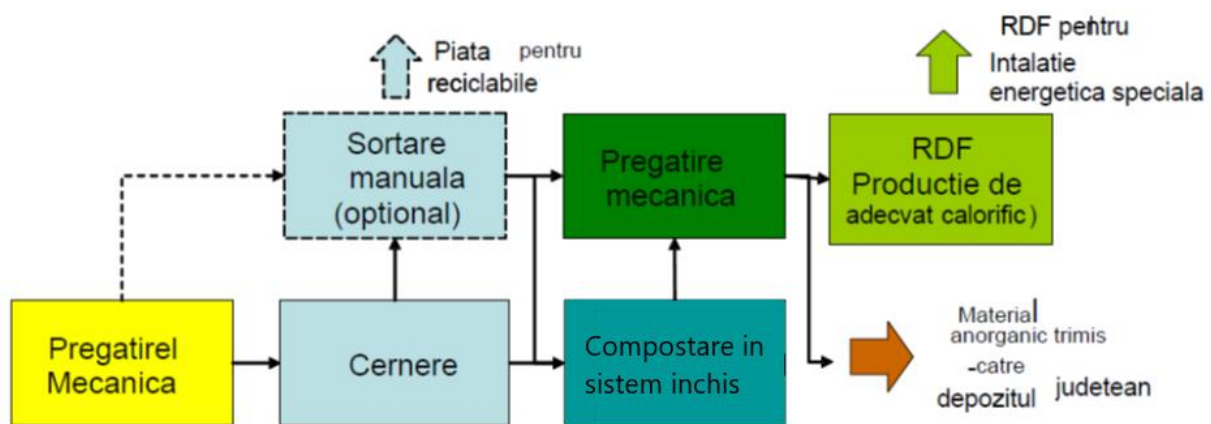 Piata pentru
reciclabile
RDF pentru
Intalatie
energetica speciala
Sortare
manuala
(optional)
Pregatire
mecanica
RDF
Productie de
adecvat calorific)
Pregatirel
Mecanica
Cernere
Compostare in
sistem inchis
Material
anorganic trimis
-catre
depozitul judetean